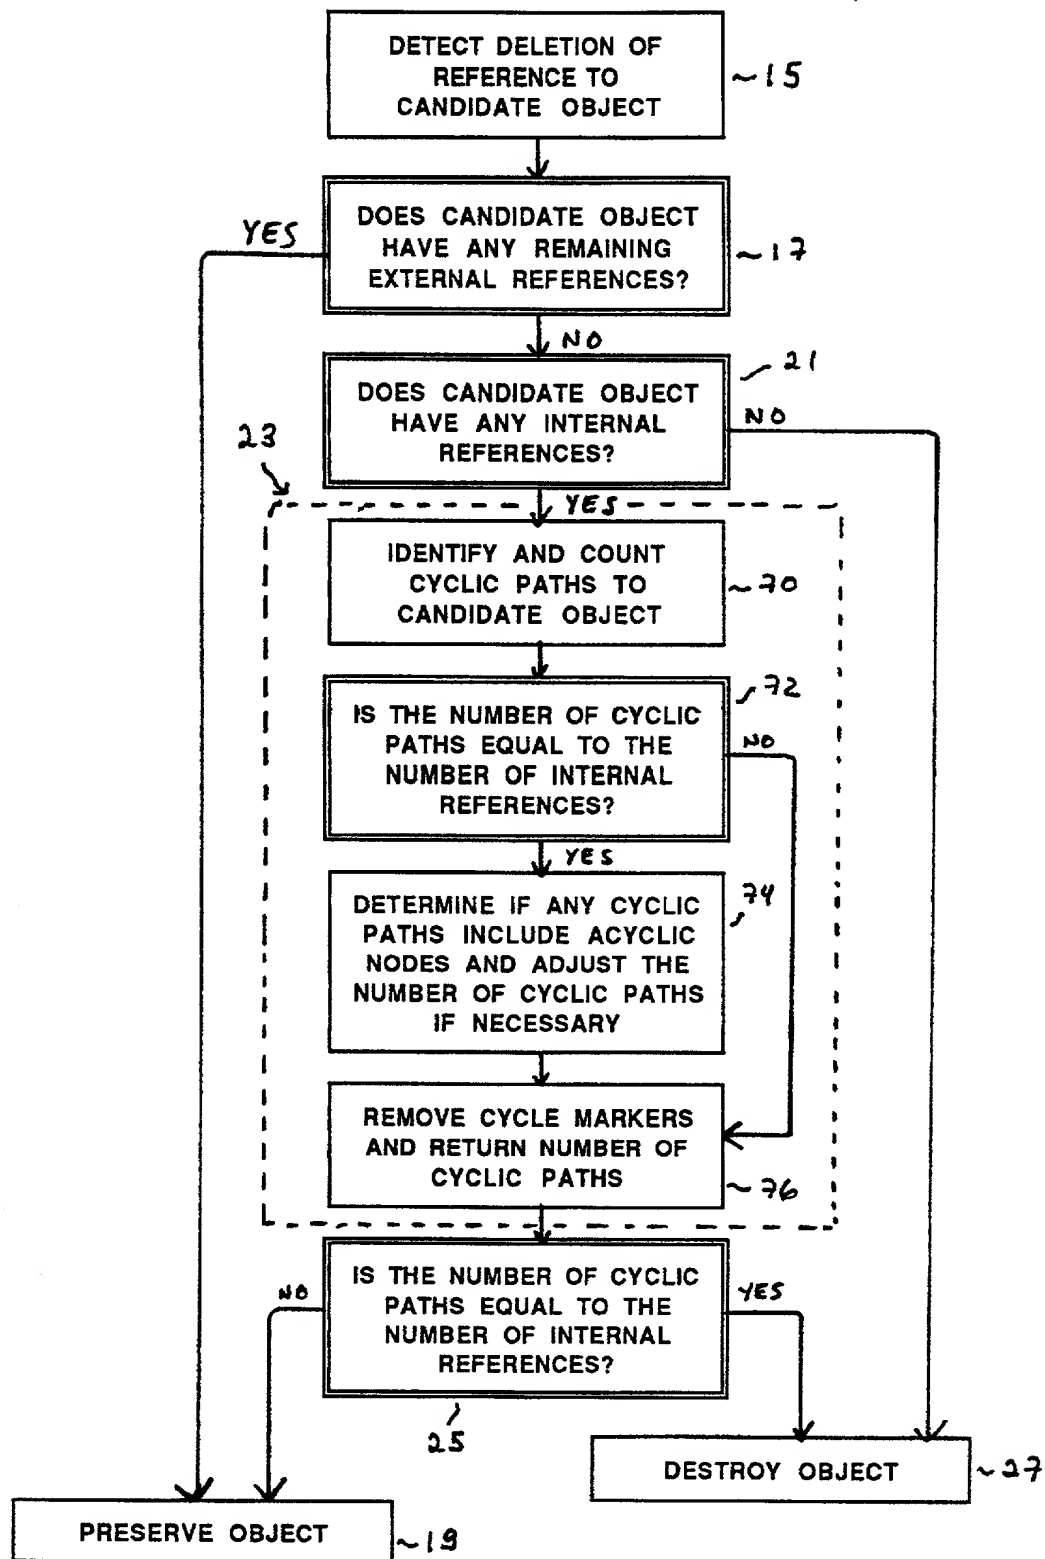 DETECT DELETION OF
REFERENCE TO
CANDIDATE OBJECT
~15
DOES CANDIDATE OBJECT
HAVE ANY REMAINING
EXTERNAL REFERENCES?
~17
YES
NO
DOES CANDIDATE OBJECT
HAVE ANY INTERNAL
REFERENCES?
21
NO
23
YES
IDENTIFY AND COUNT
CYCLIC PATHS TO
CANDIDATE OBJECT
~70
IS THE NUMBER OF CYCLIC
PATHS EQUAL TO THE
NUMBER OF INTERNAL
REFERENCES?
72
NO
YES
DETERMINE IF ANY CYCLIC
PATHS INCLUDE ACYCLIC
NODES AND ADJUST THE
NUMBER OF CYCLIC PATHS
IF NECESSARY
74
REMOVE CYCLE MARKERS
AND RETURN NUMBER OF
CYCLIC PATHS
~76
IS THE NUMBER OF CYCLIC
PATHS EQUAL TO THE
NUMBER OF INTERNAL
REFERENCES?
NO
YES
25
DESTROY OBJECT
~27
PRESERVE OBJECT
~19